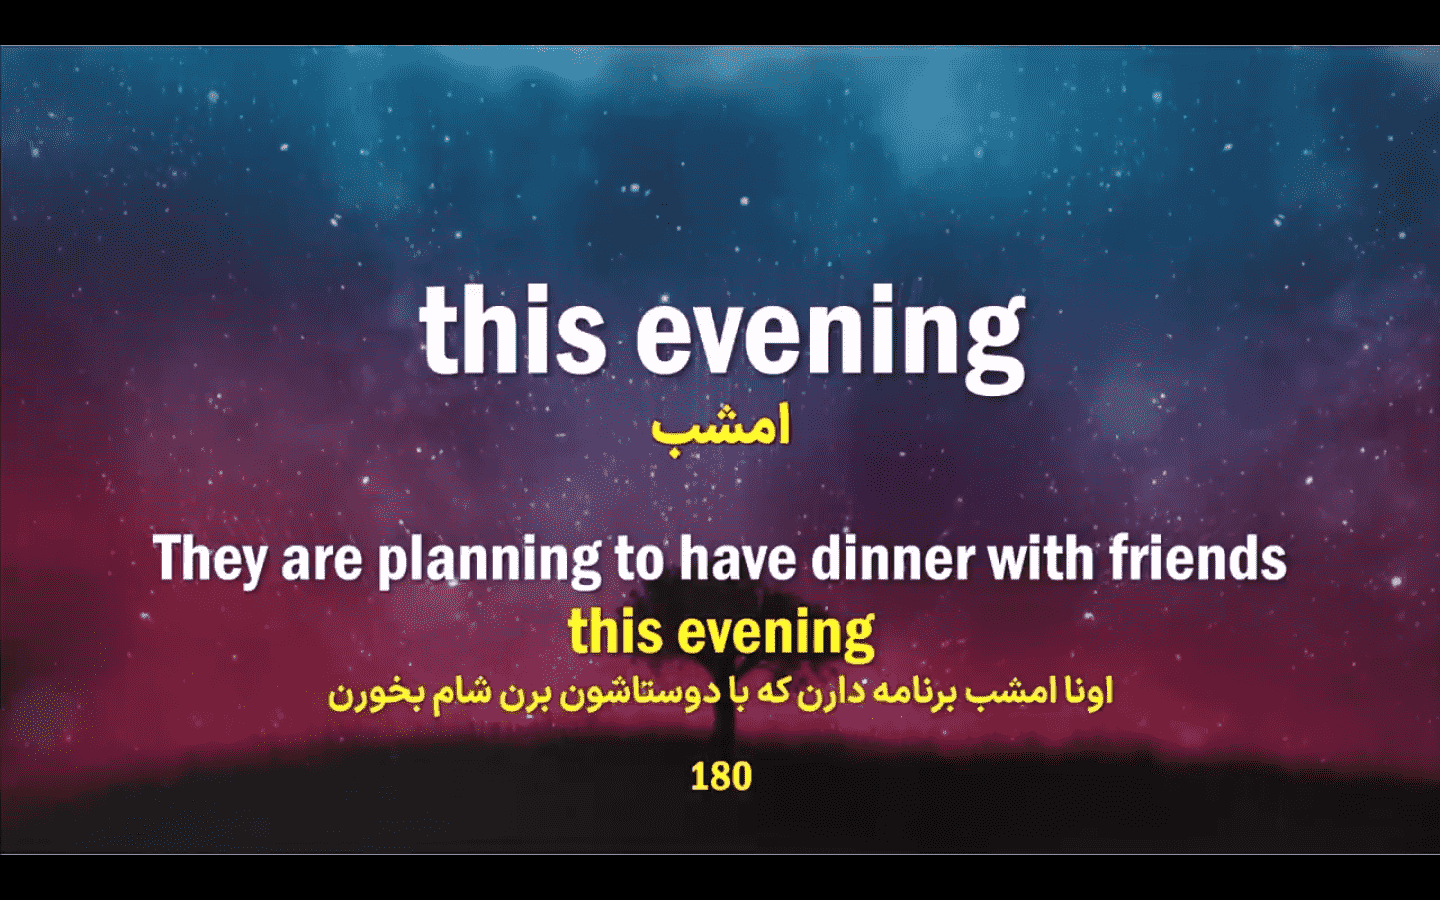 this evening
امشب
They are planning to have dinner with friends
this evening
اونا امشب برنامه دارن که با دوستاشون برن شام بخورن
180